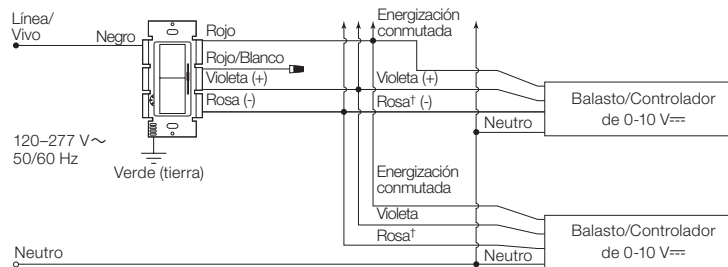 Línea/
Vivo
Negro
Rojo
Rojo/Blanco
Violeta (+)
Rosa (-)
120–277 V~
50/60 Hz
Verde (tierra)
Neutro
Energización
conmutada
Violeta (+)
Rosa† (-)
Neutro
Balasto/Controlador
de 0-10 V⎓
Energización
conmutada
Violeta
Rosa†
Neutro
Balasto/Controlador
de 0-10 V⎓